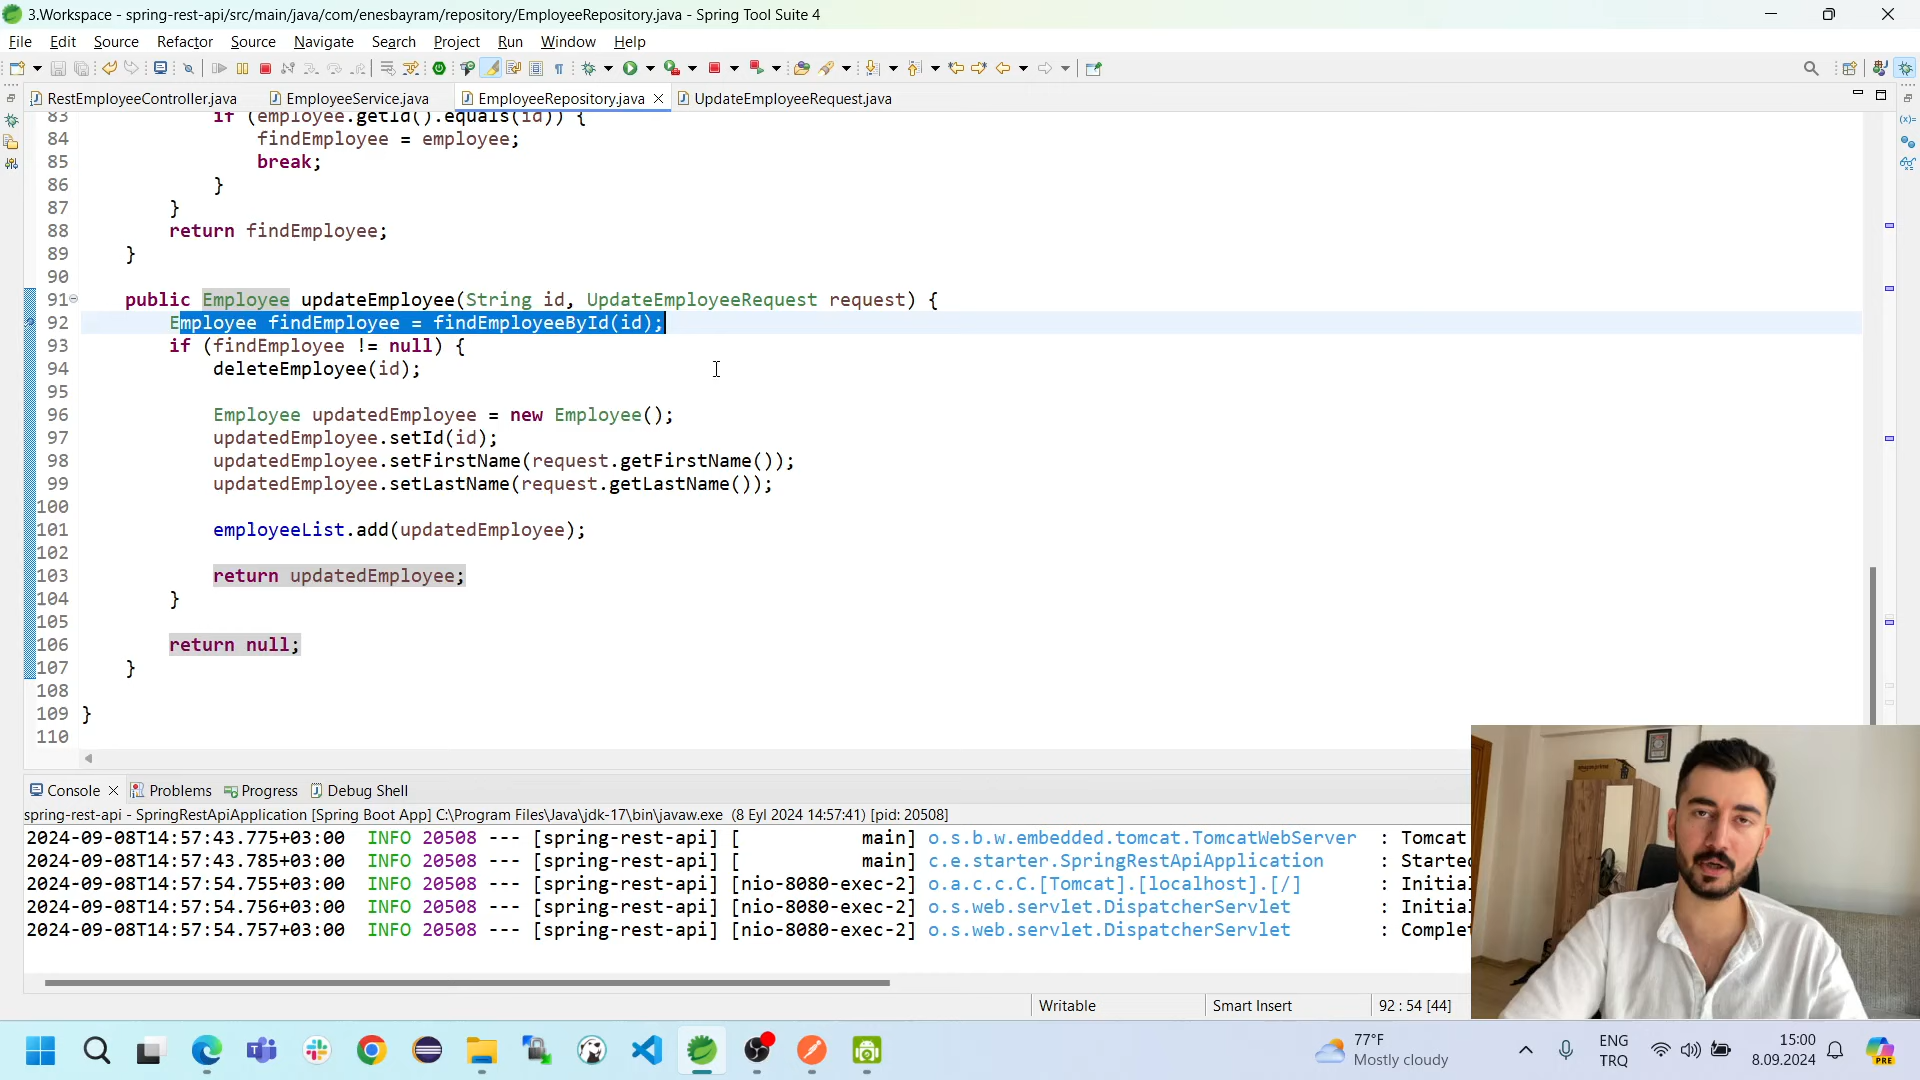 3.Workspace - spring-rest-api/src/main/java/com/enesbayram/repository/EmployeeRepository.java - Spring Tool Suite 4
File Edit Source Refactor Source Navigate Search Project Run Window Help
RestEmployeeController.java EmployeeService.java EmployeeRepository.java UpdateEmployeeRequest.java
83 if (employee.getId().equals(id)) {
84 findEmployee = employee;
85 break;
86 }
87 }
88 return findEmployee;
89 }
90
91 public Employee updateEmployee(String id, UpdateEmployeeRequest request) {
92 Employee findEmployee = findEmployeeById(id);
93 if (findEmployee != null) {
94 deleteEmployee(id);
95
96 Employee updatedEmployee = new Employee();
97 updatedEmployee.setId(id);
98 updatedEmployee.setFirstName(request.getFirstName());
99 updatedEmployee.setLastName(request.getLastName());
100
101 employeeList.add(updatedEmployee);
102
103 return updatedEmployee;
104 }
105
106 return null;
107 }
108
109 }
110
Console Problems Progress Debug Shell
spring-rest-api - SpringRestApiApplication [Spring Boot App] C:\Program Files\Java\jdk-17\bin\javaw.exe (8 Eyl 2024 14:57:41) [pid: 20508]
2024-09-08T14:57:43.775+03:00 INFO 20508 --- [spring-rest-api] [ main] o.s.b.w.embedded.tomcat.TomcatWebServer : Tomcat
2024-09-08T14:57:43.785+03:00 INFO 20508 --- [spring-rest-api] [ main] c.e.starter.SpringRestApiApplication : Started
2024-09-08T14:57:54.755+03:00 INFO 20508 --- [spring-rest-api] [nio-8080-exec-2] o.a.c.c.C.[Tomcat].[localhost].[/] : Initial
2024-09-08T14:57:54.756+03:00 INFO 20508 --- [spring-rest-api] [nio-8080-exec-2] o.s.web.servlet.DispatcherServlet : Initial
2024-09-08T14:57:54.757+03:00 INFO 20508 --- [spring-rest-api] [nio-8080-exec-2] o.s.web.servlet.DispatcherServlet : Complet
Writable Smart Insert 92 : 54 [44]
77°F
Mostly cloudy
ENG
TRQ
15:00
8.09.2024
PRE